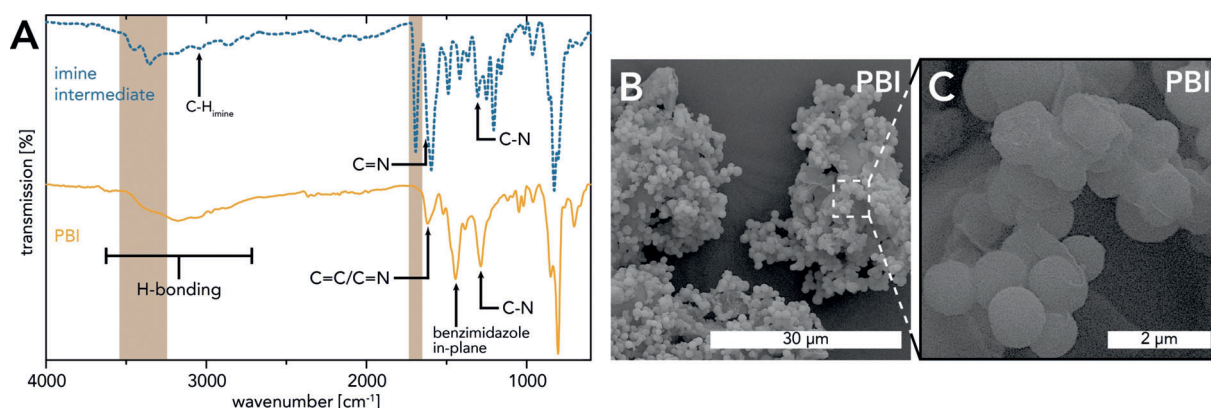 A
imine
intermediate
C-Himine
C=N
C-N
PBI
H-bonding
C=C/C=N
C-N
benzimidazole
in-plane
transmission [%]
4000
3000
2000
1000
wavenumber [cm⁻¹]
B
PBI
30 µm
C
PBI
2 µm